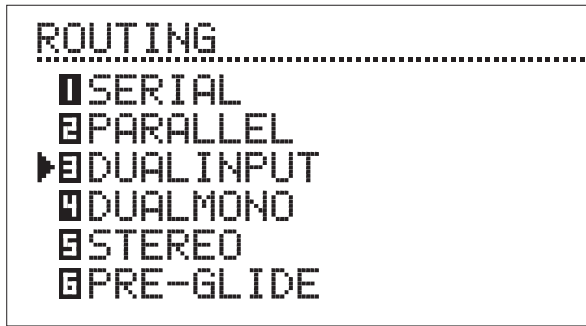 ROUTING
1SERIAL
2PARALLEL
3DUALINPUT
4DUALMONO
5STEREO
6PRE-GLIDE